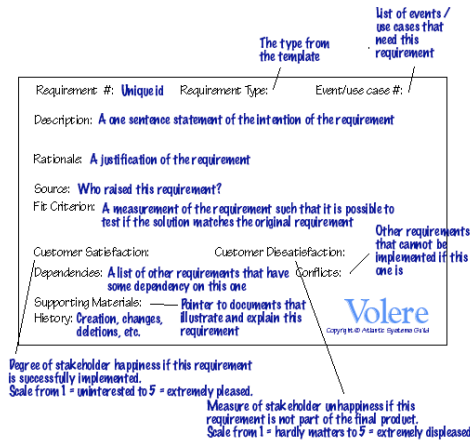 List of events /
use cases that
need this
requirement
The type from
the template
Requirement #: Unique id Requirement Type: Event/use case #:
Description: A one sentence statement of the intention of the requirement
Rationale: A justification of the requirement
Source: Who raised this requirement?
Fit Criterion: A measurement of the requirement such that it is possible to
test if the solution matches the original requirement
Other requirements
that cannot be
implemented if this
one is
Customer Satisfaction: Customer Dissatisfaction:
Dependencies: A list of other requirements that have Conflicts:
some dependency on this one
Supporting Materials: Pointer to documents that
illustrate and explain this
requirement
History: Creation, changes,
deletions, etc.
Volere
Copyright © Atlantic Systems Guild
Degree of stakeholder happiness if this requirement
is successfully implemented.
Scale from 1 = uninterested to 5 = extremely pleased.
Measure of stakeholder unhappiness if this
requirement is not part of the final product.
Scale from 1 = hardly matters to 5 = extremely displeased